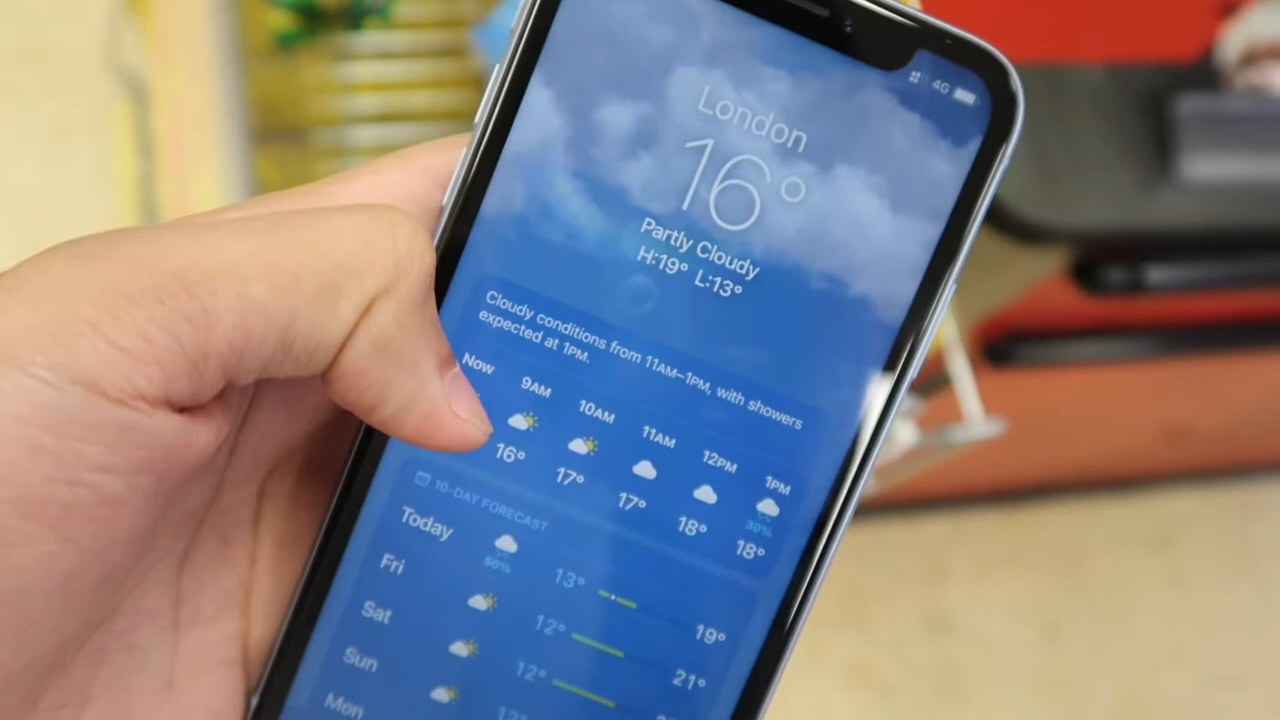 4G
London
16°
Partly Cloudy
H:19° L:13°
Cloudy conditions from 11AM–1PM, with showers
expected at 1PM.
Now 9AM 10AM 11AM 12PM 1PM
30%
16° 17° 17° 18° 18°
10-DAY FORECAST
Today 50% 13° 19°
Fri 12° 21°
Sat 12°
Sun
Mon